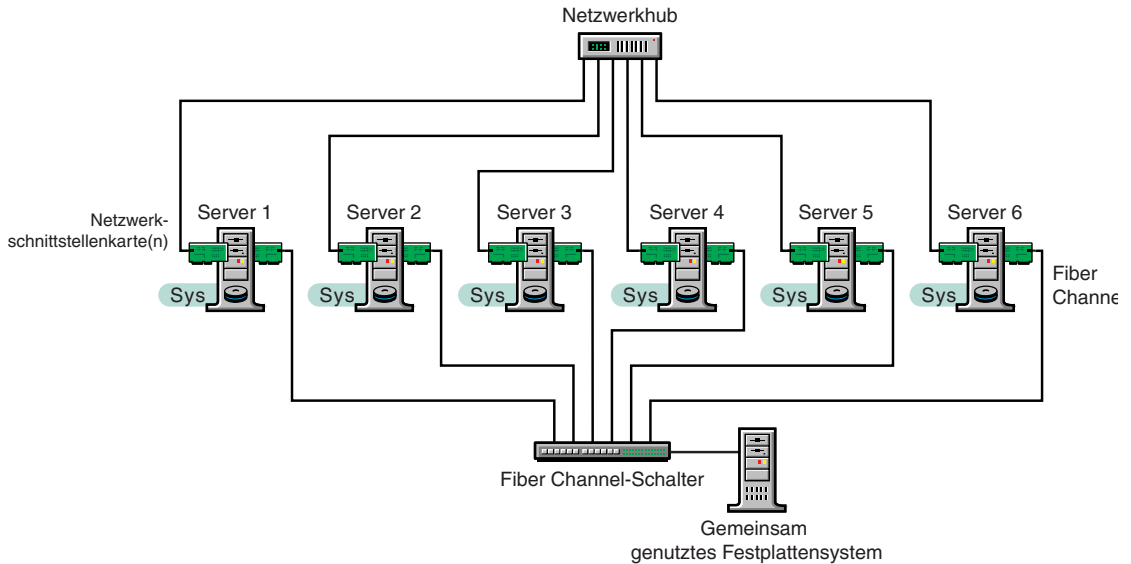 Netzwerkhub
Netzwerk-
schnittstellenkarte(n)
Server 1
Server 2
Server 3
Server 4
Server 5
Server 6
Sys
Sys
Sys
Sys
Sys
Sys
Fiber
Channe
Fiber Channel-Schalter
Gemeinsam
genutztes Festplattensystem